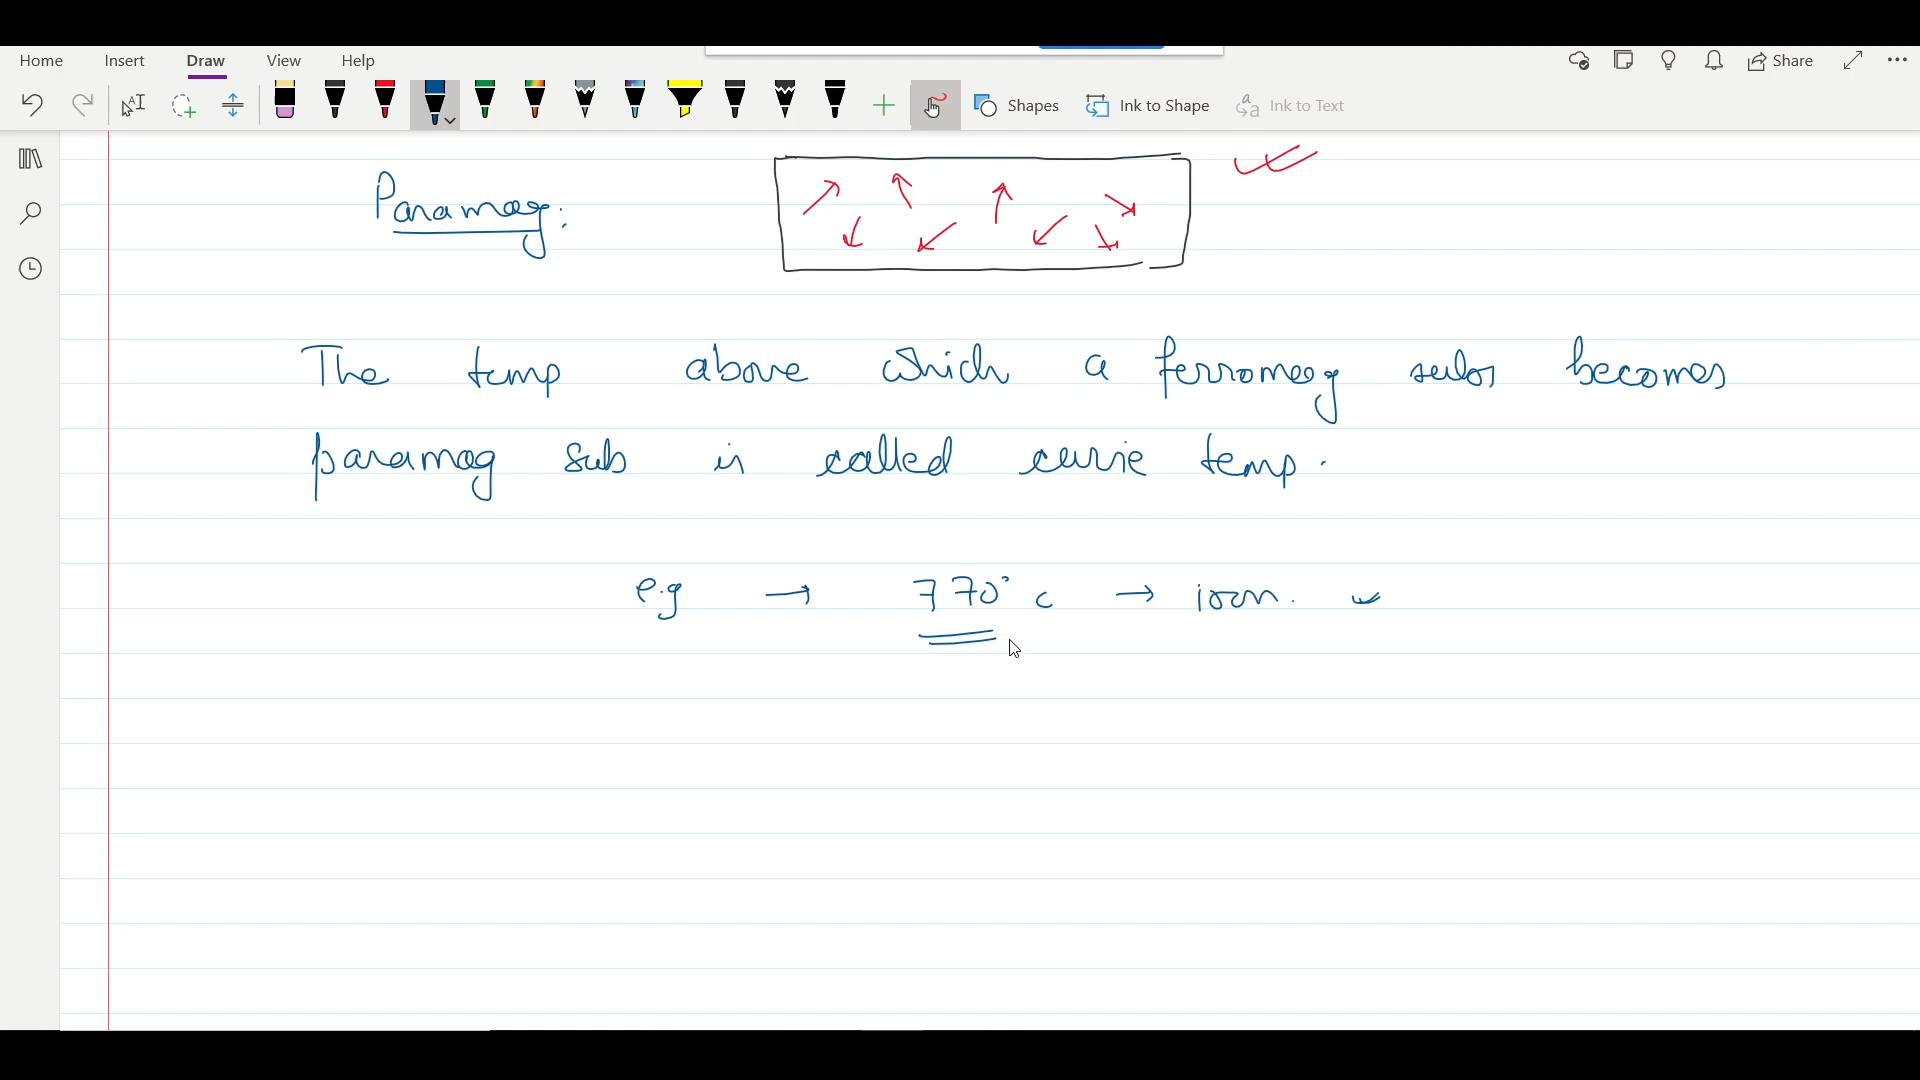 Home Insert Draw View Help Share
Shapes Ink to Shape Ink to Text
Paramag:
The temp above which a ferromag subs becomes
paramag sub is called curie temp.
e.g → 770° c → iron.